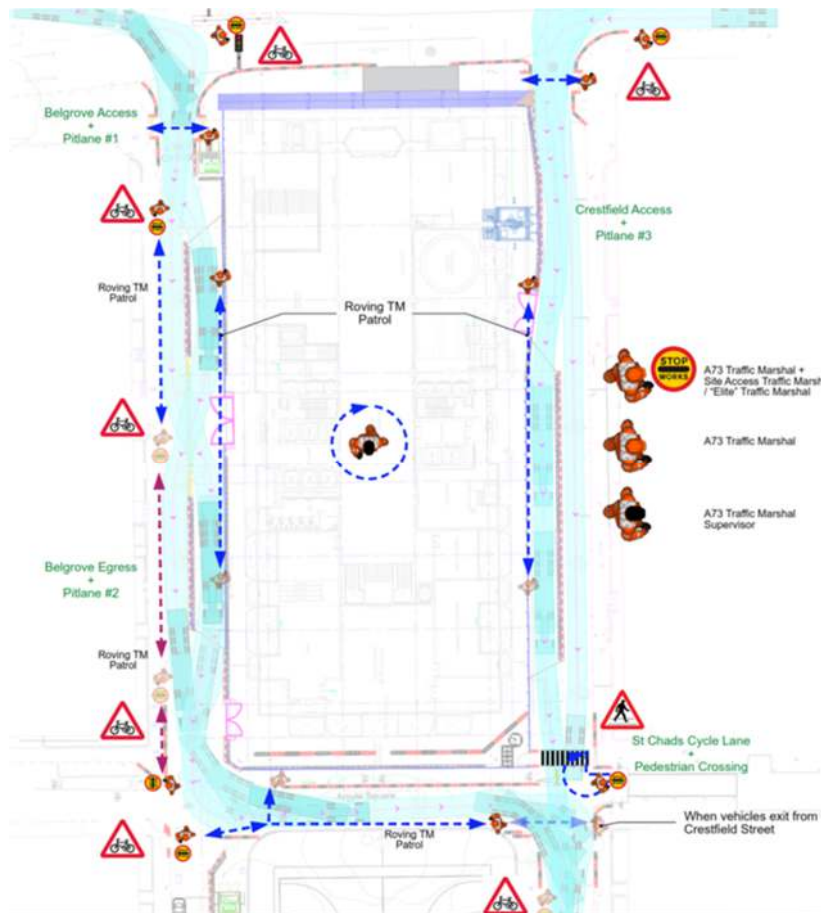 Belgrove Access
+
Pitlane #1
Crestfield Access
+
Pitlane #3
Roving TM
Patrol
Roving TM
Patrol
STOP
WORKS
A73 Traffic Marshal +
Site Access Traffic Marsh
/ "Elite" Traffic Marshal
A73 Traffic Marshal
A73 Traffic Marshal
Supervisor
Belgrove Egress
+
Pitlane #2
Roving TM
Patrol
St Chads Cycle Lane
+
Pedestrian Crossing
Argyle Square
When vehicles exit from
Crestfield Street
Roving TM
Patrol